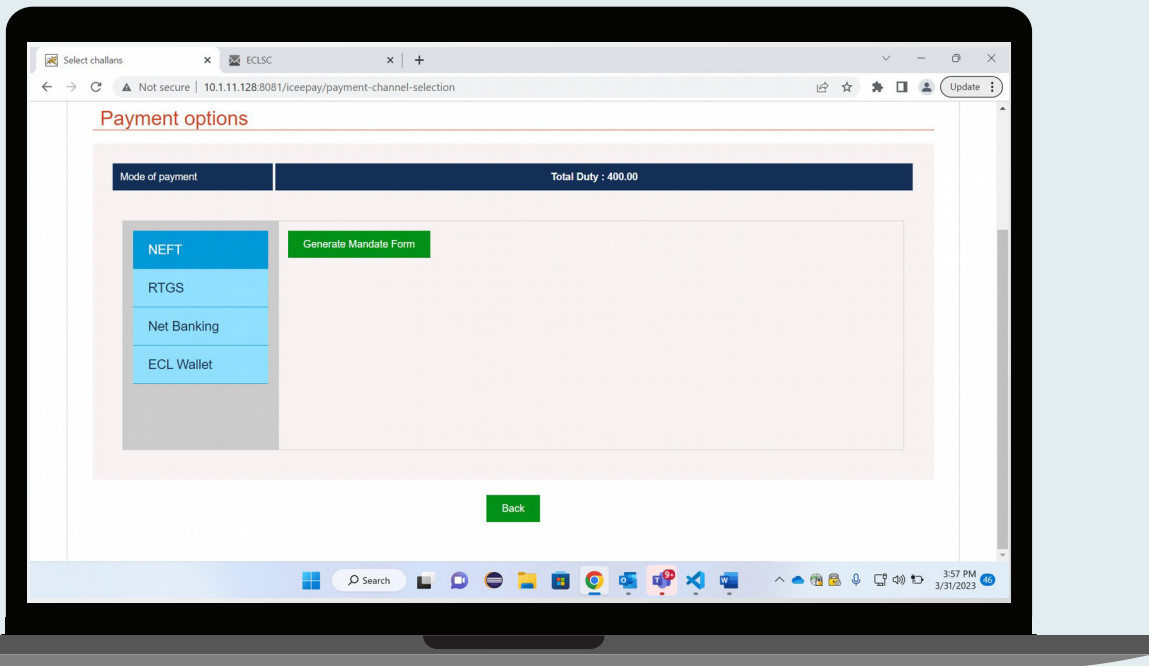 Select challans
ECLSC
Not secure | 10.1.11.128:8081/iceepay/payment-channel-selection
Update
Payment options
Mode of payment
Total Duty : 400.00
NEFT
Generate Mandate Form
RTGS
Net Banking
ECL Wallet
Back
Search
9+
3:57 PM
3/31/2023
46